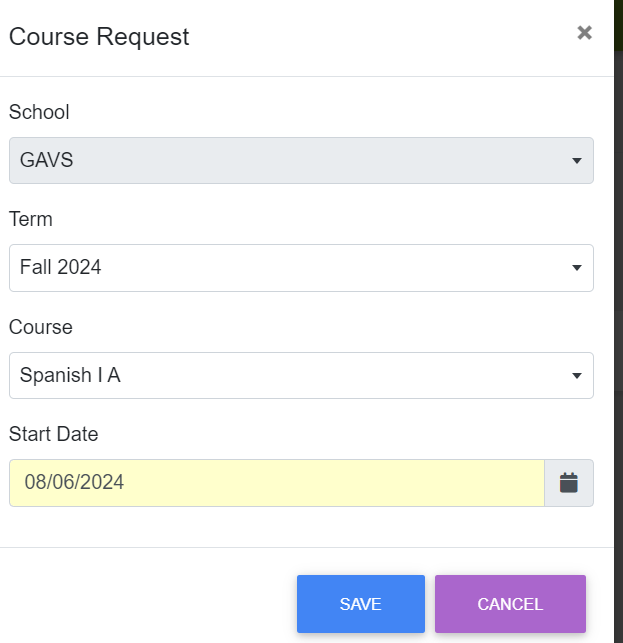 Course Request
School
GAVS
Term
Fall 2024
Course
Spanish I A
Start Date
08/06/2024
SAVE CANCEL